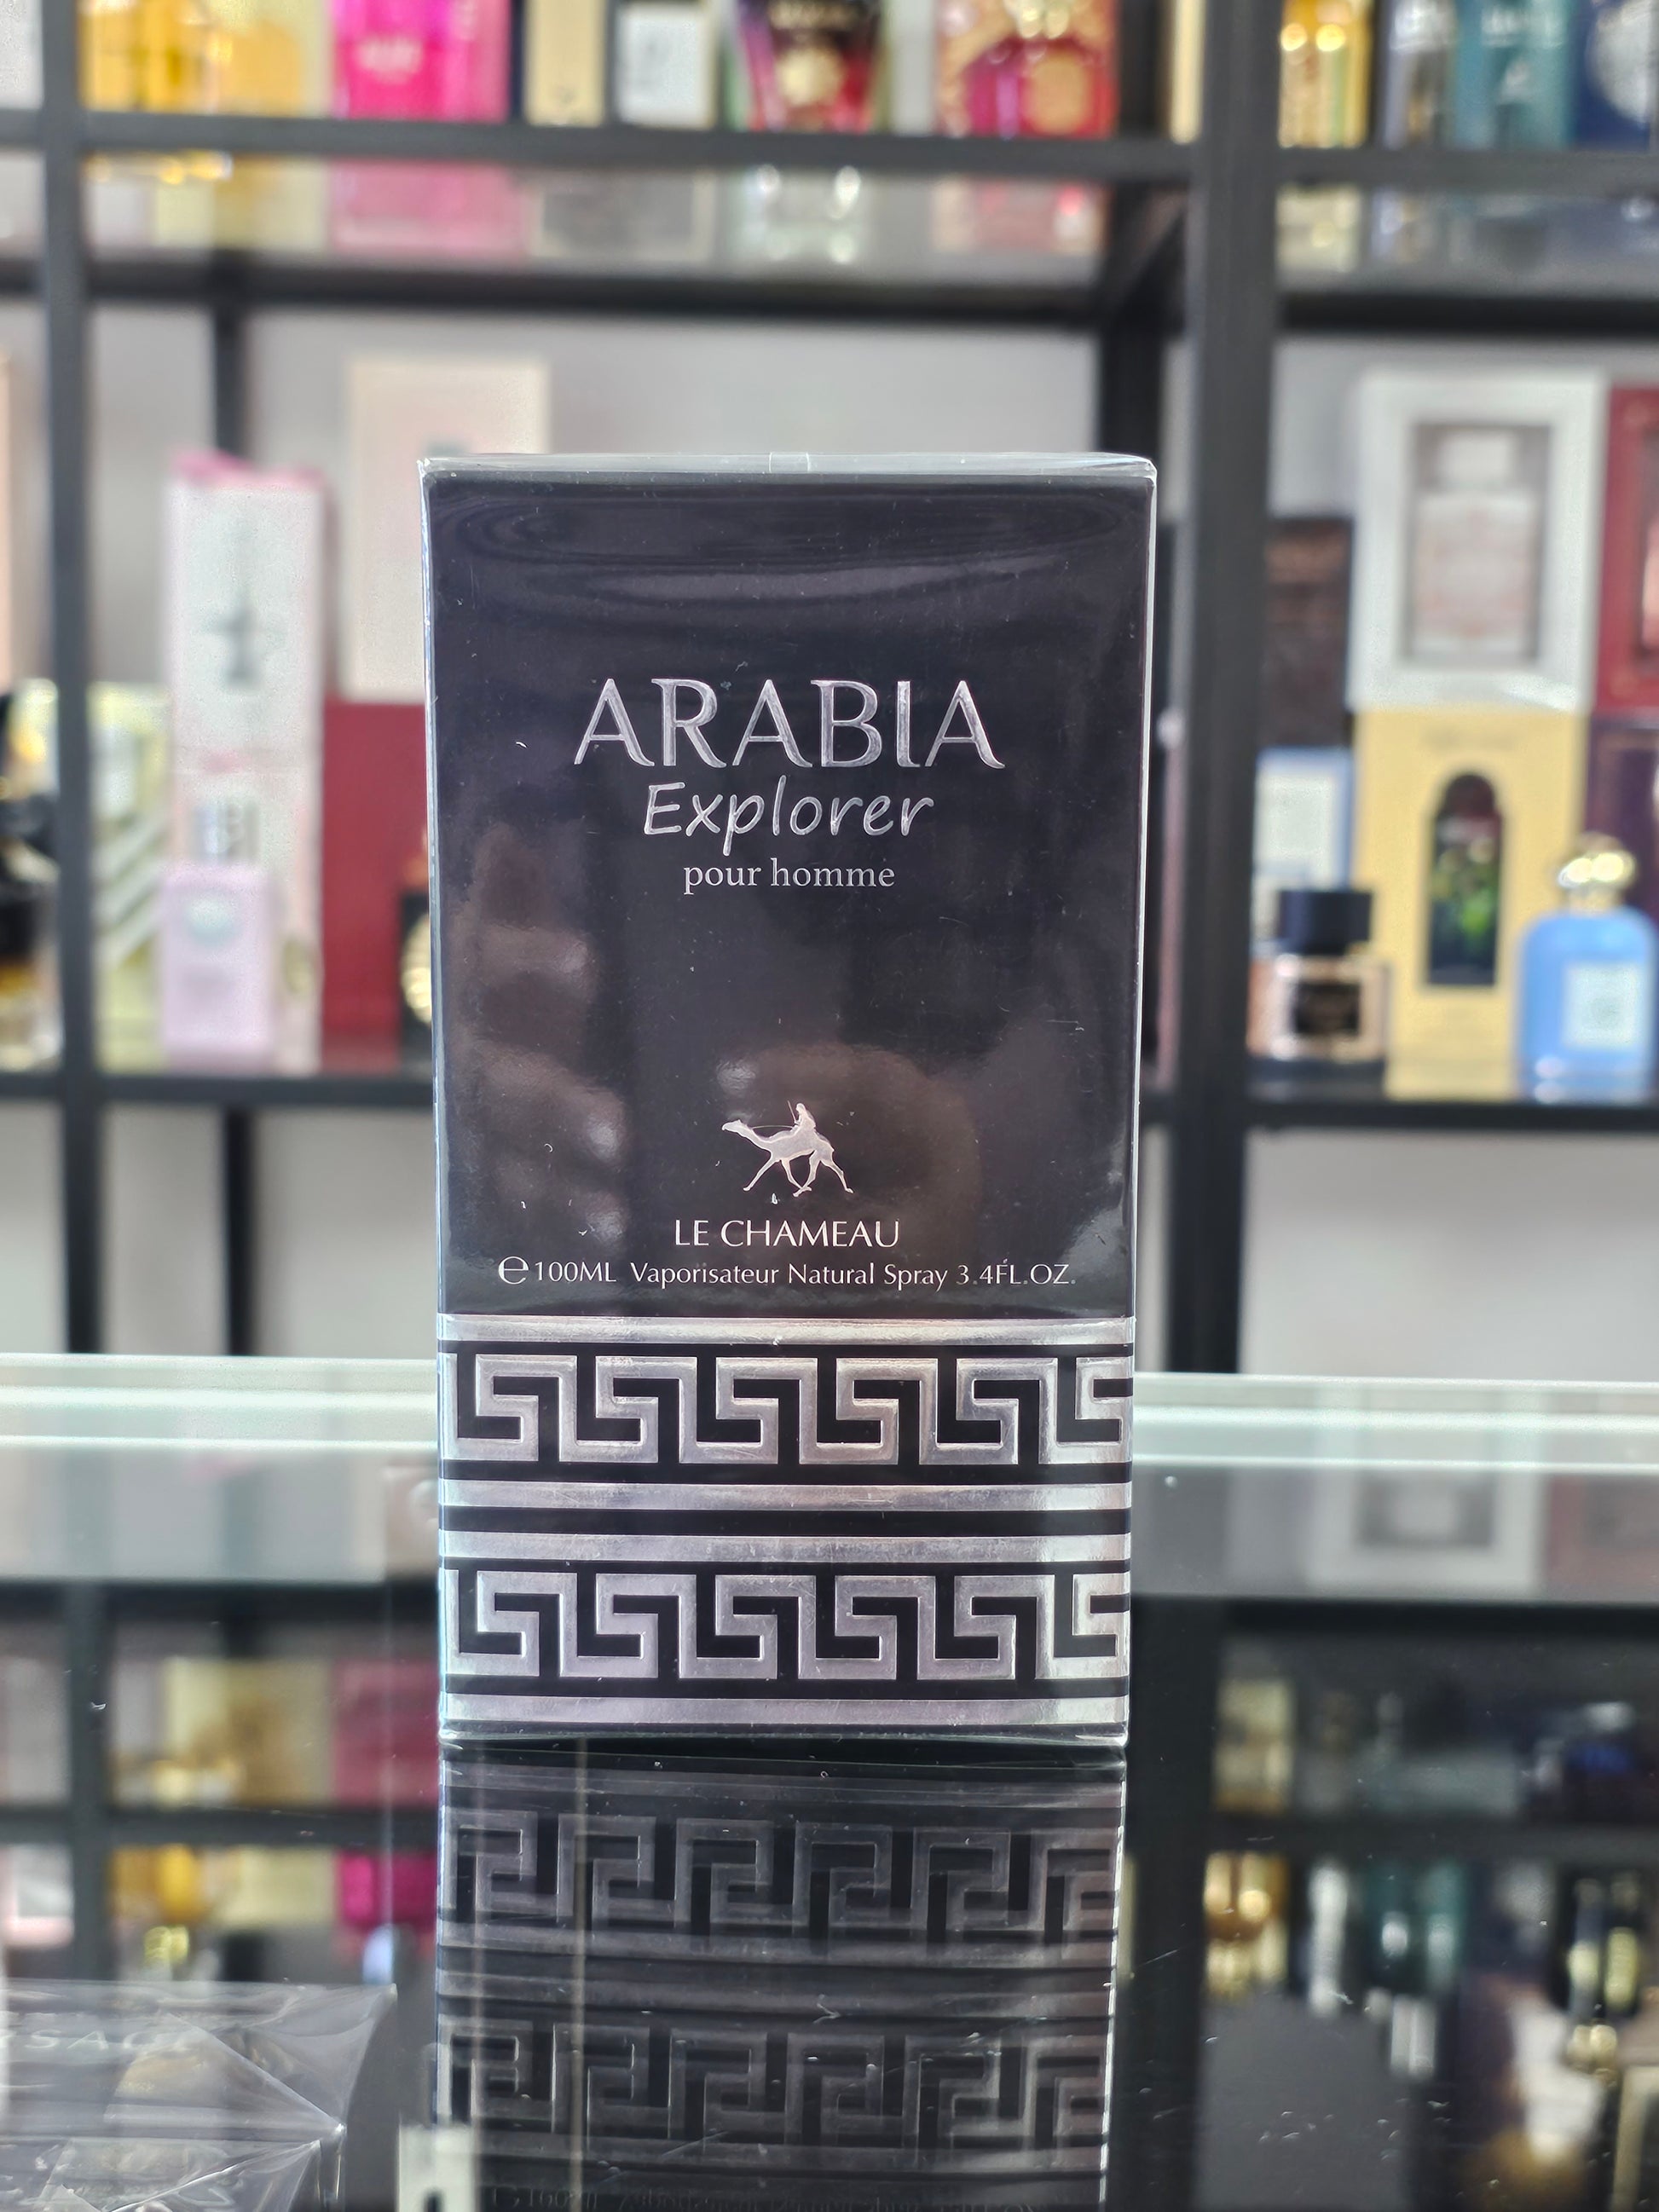 ARABIA
Explorer
pour homme
LE CHAMEAU
℮100ML Vaporisateur Natural Spray 3.4FL.OZ.